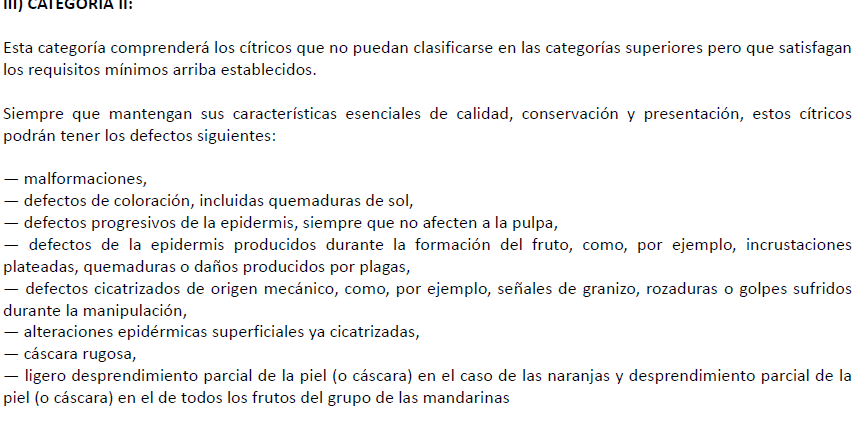 III) CATEGORÍA II:
Esta categoría comprenderá los cítricos que no puedan clasificarse en las categorías superiores pero que satisfagan
los requisitos mínimos arriba establecidos.
Siempre que mantengan sus características esenciales de calidad, conservación y presentación, estos cítricos
podrán tener los defectos siguientes:
— malformaciones,
— defectos de coloración, incluidas quemaduras de sol,
— defectos progresivos de la epidermis, siempre que no afecten a la pulpa,
— defectos de la epidermis producidos durante la formación del fruto, como, por ejemplo, incrustaciones
plateadas, quemaduras o daños producidos por plagas,
— defectos cicatrizados de origen mecánico, como, por ejemplo, señales de granizo, rozaduras o golpes sufridos
durante la manipulación,
— alteraciones epidérmicas superficiales ya cicatrizadas,
— cáscara rugosa,
— ligero desprendimiento parcial de la piel (o cáscara) en el caso de las naranjas y desprendimiento parcial de la
piel (o cáscara) en el de todos los frutos del grupo de las mandarinas